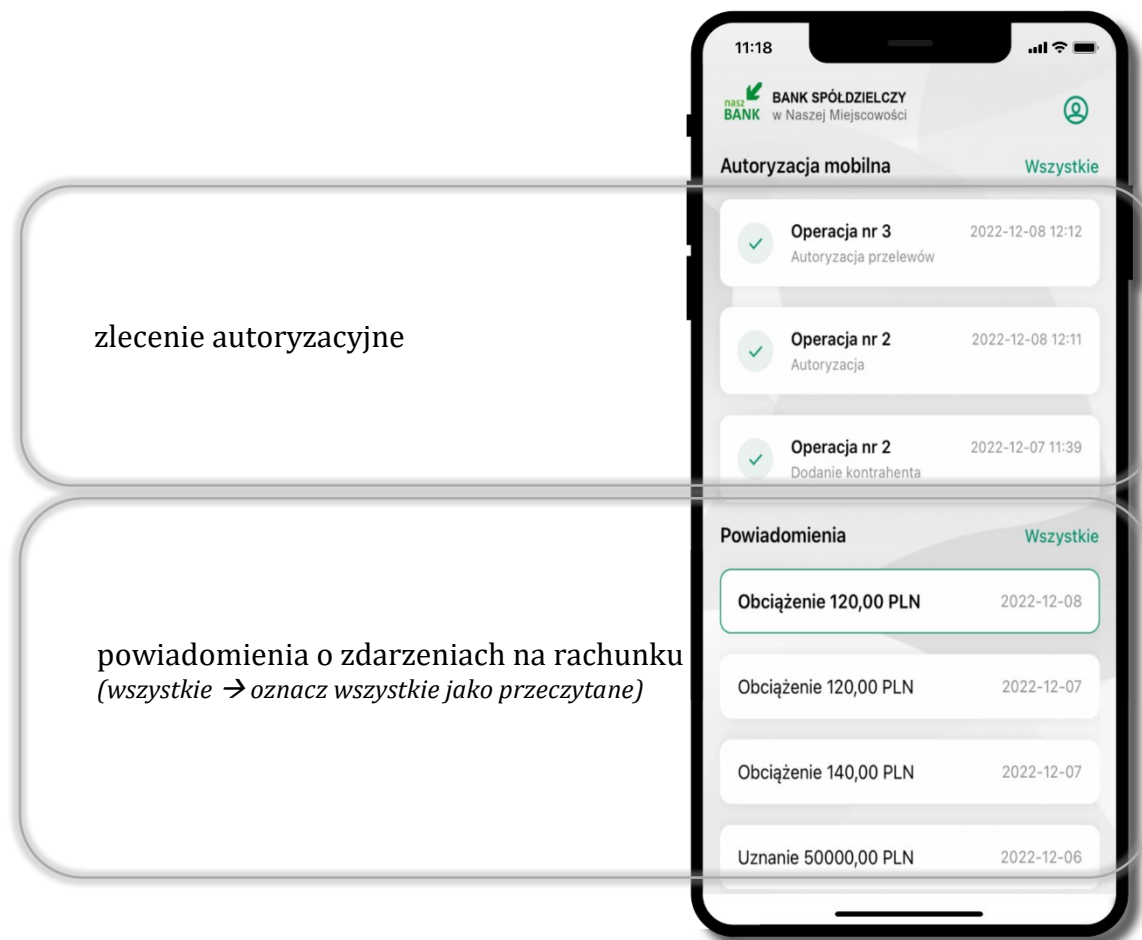 11:18
nasz BANK
BANK SPÓŁDZIELCZY
w Naszej Miejscowości
Autoryzacja mobilna Wszystkie
Operacja nr 3 2022-12-08 12:12
Autoryzacja przelewów
zlecenie autoryzacyjne
Operacja nr 2 2022-12-08 12:11
Autoryzacja
Operacja nr 2 2022-12-07 11:39
Dodanie kontrahenta
Powiadomienia Wszystkie
Obciążenie 120,00 PLN 2022-12-08
powiadomienia o zdarzeniach na rachunku
(wszystkie → oznacz wszystkie jako przeczytane)
Obciążenie 120,00 PLN 2022-12-07
Obciążenie 140,00 PLN 2022-12-07
Uznanie 50000,00 PLN 2022-12-06